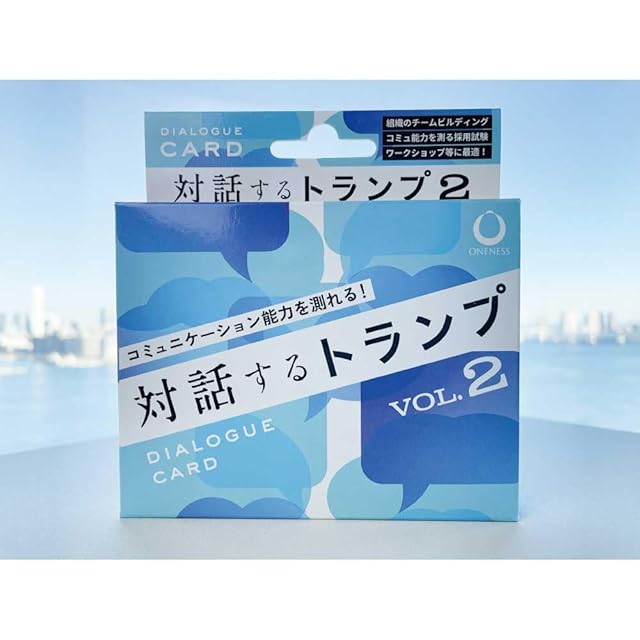 DIALOGUE
CARD
組織のチームビルディング
コミュ能力を測る採用試験
ワークショップ等に最適!
対話するトランプ2
ONENESS
コミュニケーション能力を測れる!
対話するトランプ
VOL.2
DIALOGUE
CARD